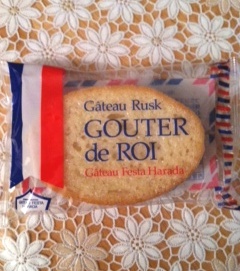 Gâteau Rusk
GOUTER
de ROI
Gâteau Festa Harada